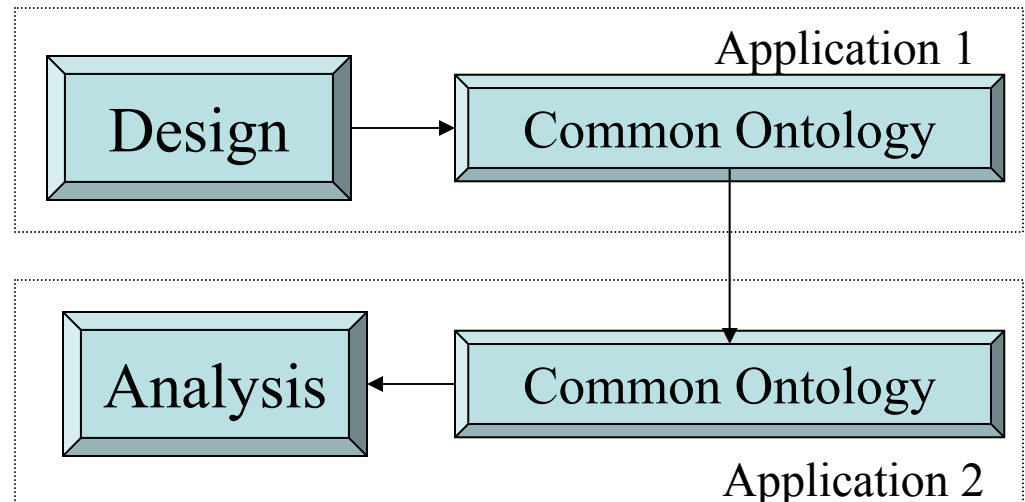 Application 1
Design
Common Ontology
Analysis
Common Ontology
Application 2